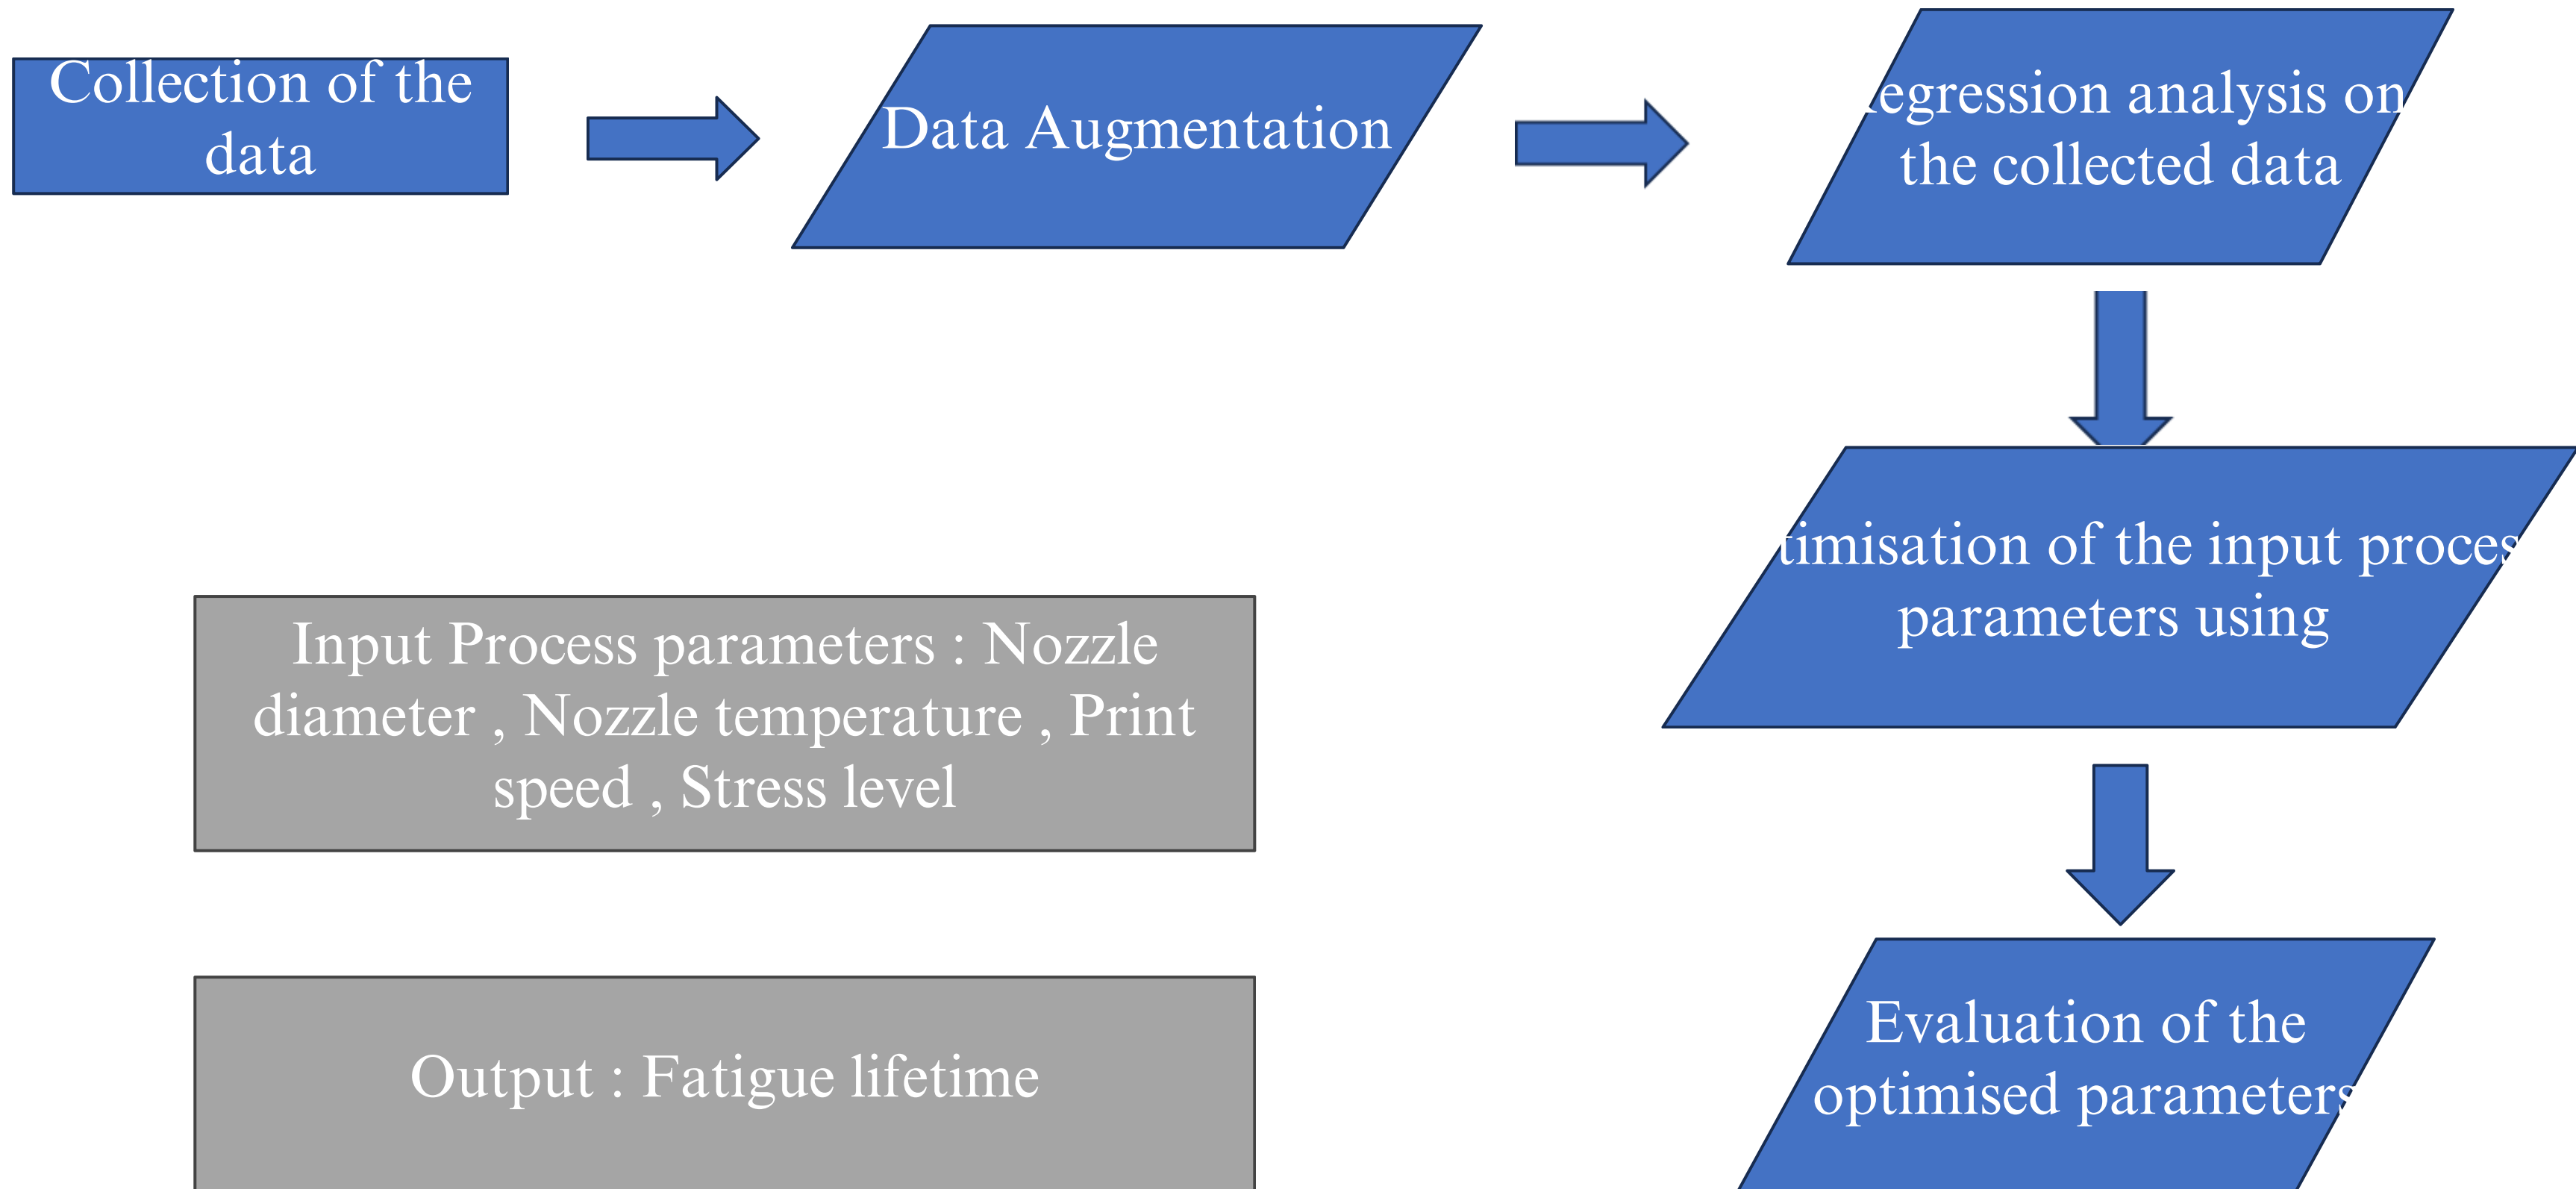 Collection of the
data
Data Augmentation
egression analysis on
the collected data
timisation of the input proces
parameters using
Input Process parameters : Nozzle
diameter , Nozzle temperature , Print
speed , Stress level
Output : Fatigue lifetime
Evaluation of the
optimised parameters